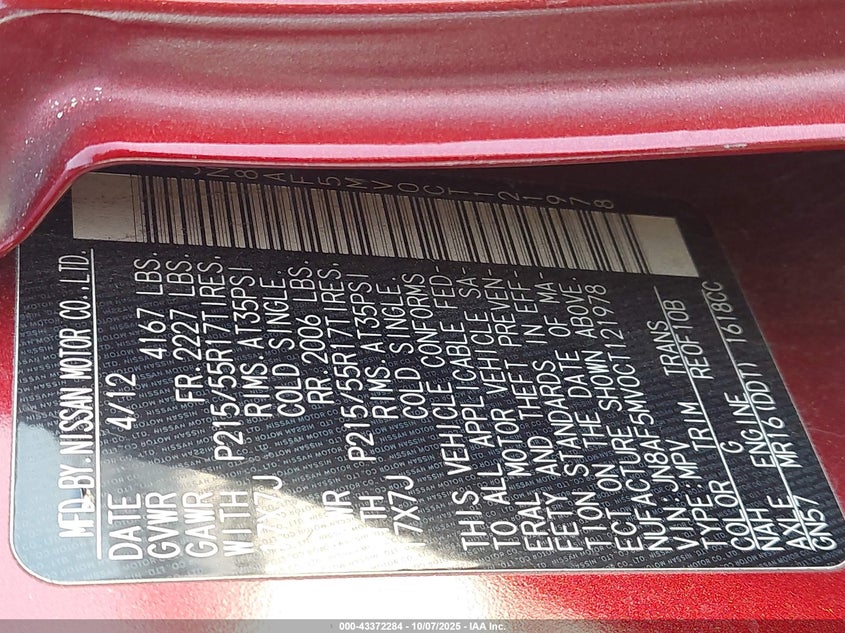 JN8AF5MV0CT121978
MFD BY. NISSAN MOTOR CO., LTD.
DATE 4/12
GVWR 4167 LBS.
GAWR FR. 2227 LBS.
WITH P215/55R17TIRES.
17X7J RIMS. AT35PSI
COLD SINGLE.
WR RR 2006 LBS.
TH P215/55R17TIRES.
7X7J RIMS. AT35PSI
COLD SINGLE.
THIS VEHICLE CONFORMS
TO ALL APPLICABLE FED-
ERAL MOTOR VEHICLE SA-
FETY AND THEFT PREVEN-
TION STANDARDS IN EFF-
ECT ON THE DATE OF MA-
NUFACTURE SHOWN ABOVE.
VIN: JN8AF5MV0CT121978
TYPE: MPV
COLOR TRIM TRANS
NAH G RE0F10B
AXLE ENGINE
GN57 MR16(DDT) 1618CC
000-43372284 - 10/07/2025 - IAA Inc.